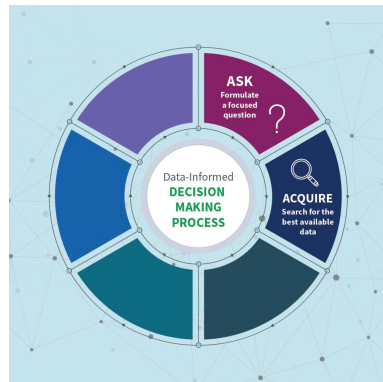 ASK
Formulate
a focused
question
ACQUIRE
Search for the
best available
data
Data-Informed
DECISION
MAKING
PROCESS